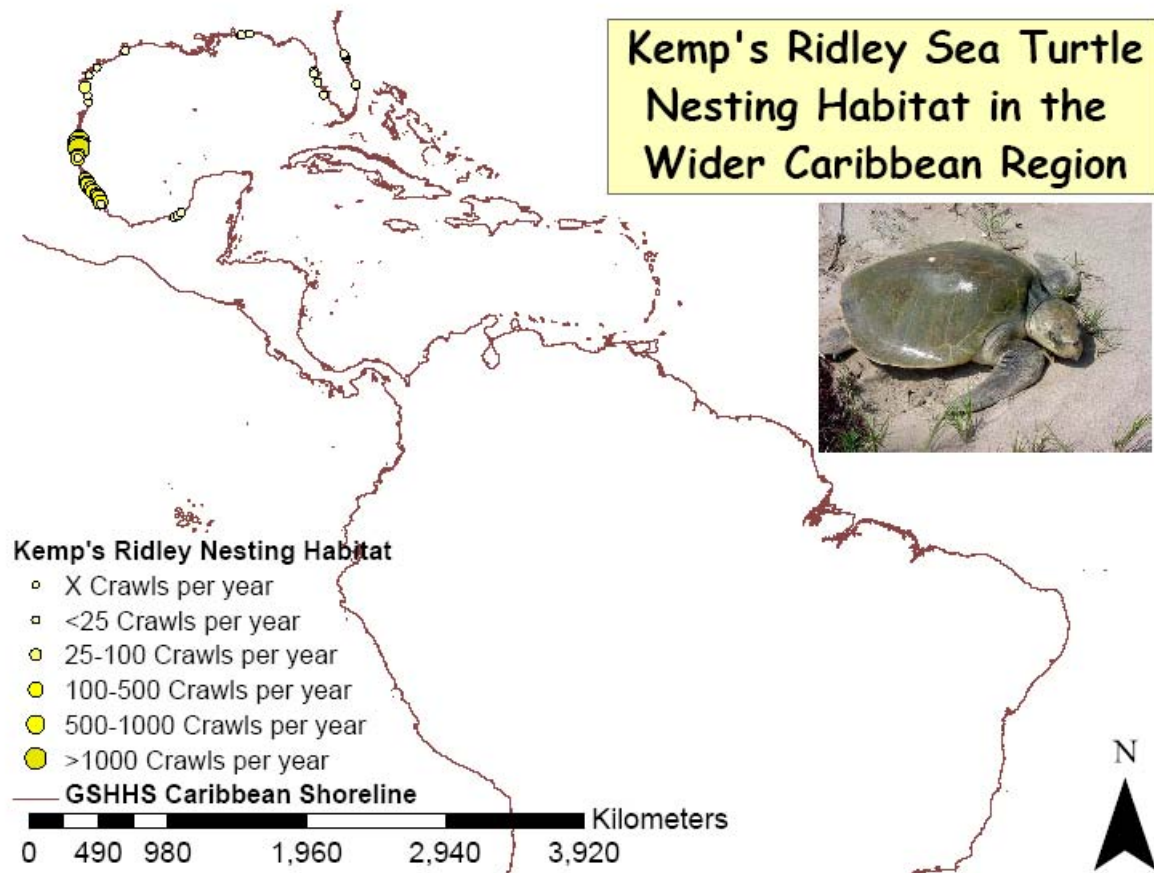 Kemp's Ridley Sea Turtle
Nesting Habitat in the
Wider Caribbean Region
Kemp's Ridley Nesting Habitat
X Crawls per year
<25 Crawls per year
25-100 Crawls per year
100-500 Crawls per year
500-1000 Crawls per year
>1000 Crawls per year
GSHHS Caribbean Shoreline
Kilometers
0 490 980 1,960 2,940 3,920
N